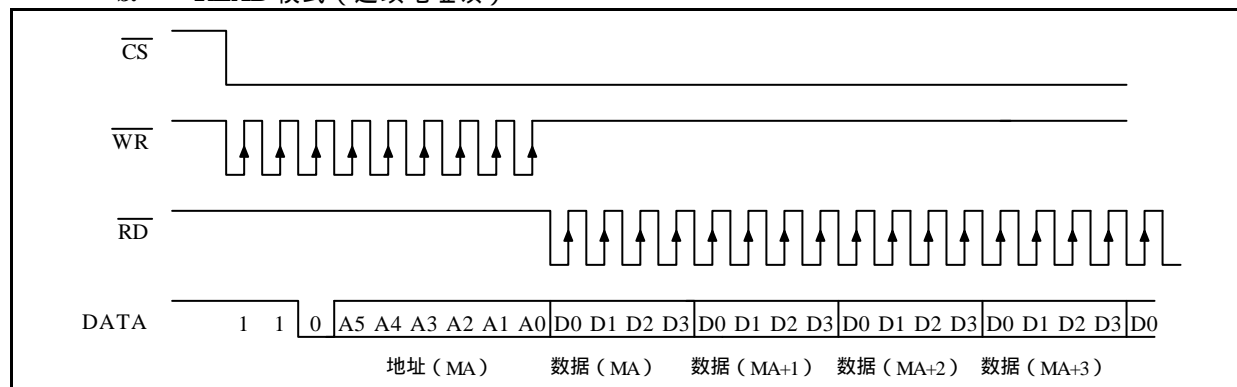 CS
WR
RD
DATA 1 1 0 A5 A4 A3 A2 A1 A0 D0 D1 D2 D3 D0 D1 D2 D3 D0 D1 D2 D3 D0 D1 D2 D3 D0
地址（MA） 数据（MA） 数据（MA+1） 数据（MA+2） 数据（MA+3）